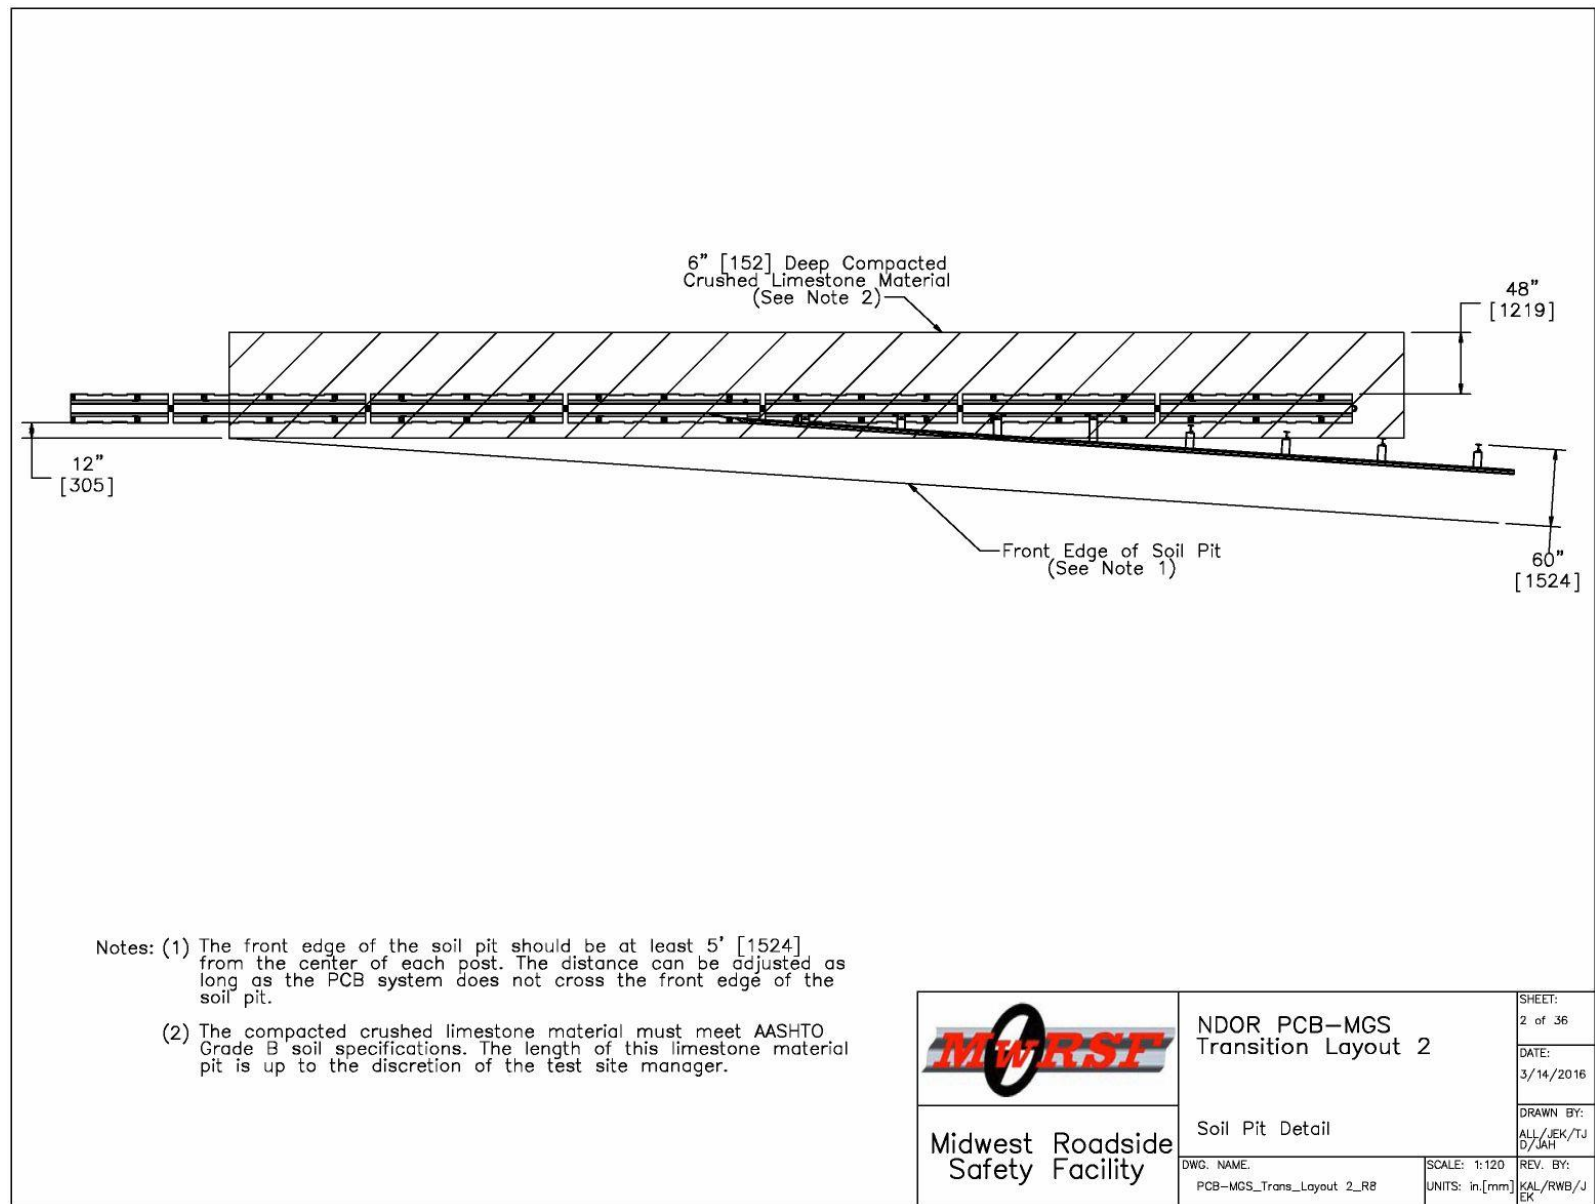 6" [152] Deep Compacted
Crushed Limestone Material
(See Note 2)
48"
[1219]
12"
[305]
Front Edge of Soil Pit
(See Note 1)
60"
[1524]
Notes: (1) The front edge of the soil pit should be at least 5' [1524]
from the center of each post. The distance can be adjusted as
long as the PCB system does not cross the front edge of the
soil pit.
(2) The compacted crushed limestone material must meet AASHTO
Grade B soil specifications. The length of this limestone material
pit is up to the discretion of the test site manager.
MwRSF
Midwest Roadside
Safety Facility
NDOR PCB-MGS
Transition Layout 2
Soil Pit Detail
SHEET:
2 of 36
DATE:
3/14/2016
DRAWN BY:
ALL/JEK/TJ
D/JAH
DWG. NAME.
PCB-MGS_Trans_Layout 2_R8
SCALE: 1:120
UNITS: in.[mm]
REV. BY:
KAL/RWB/J
EK